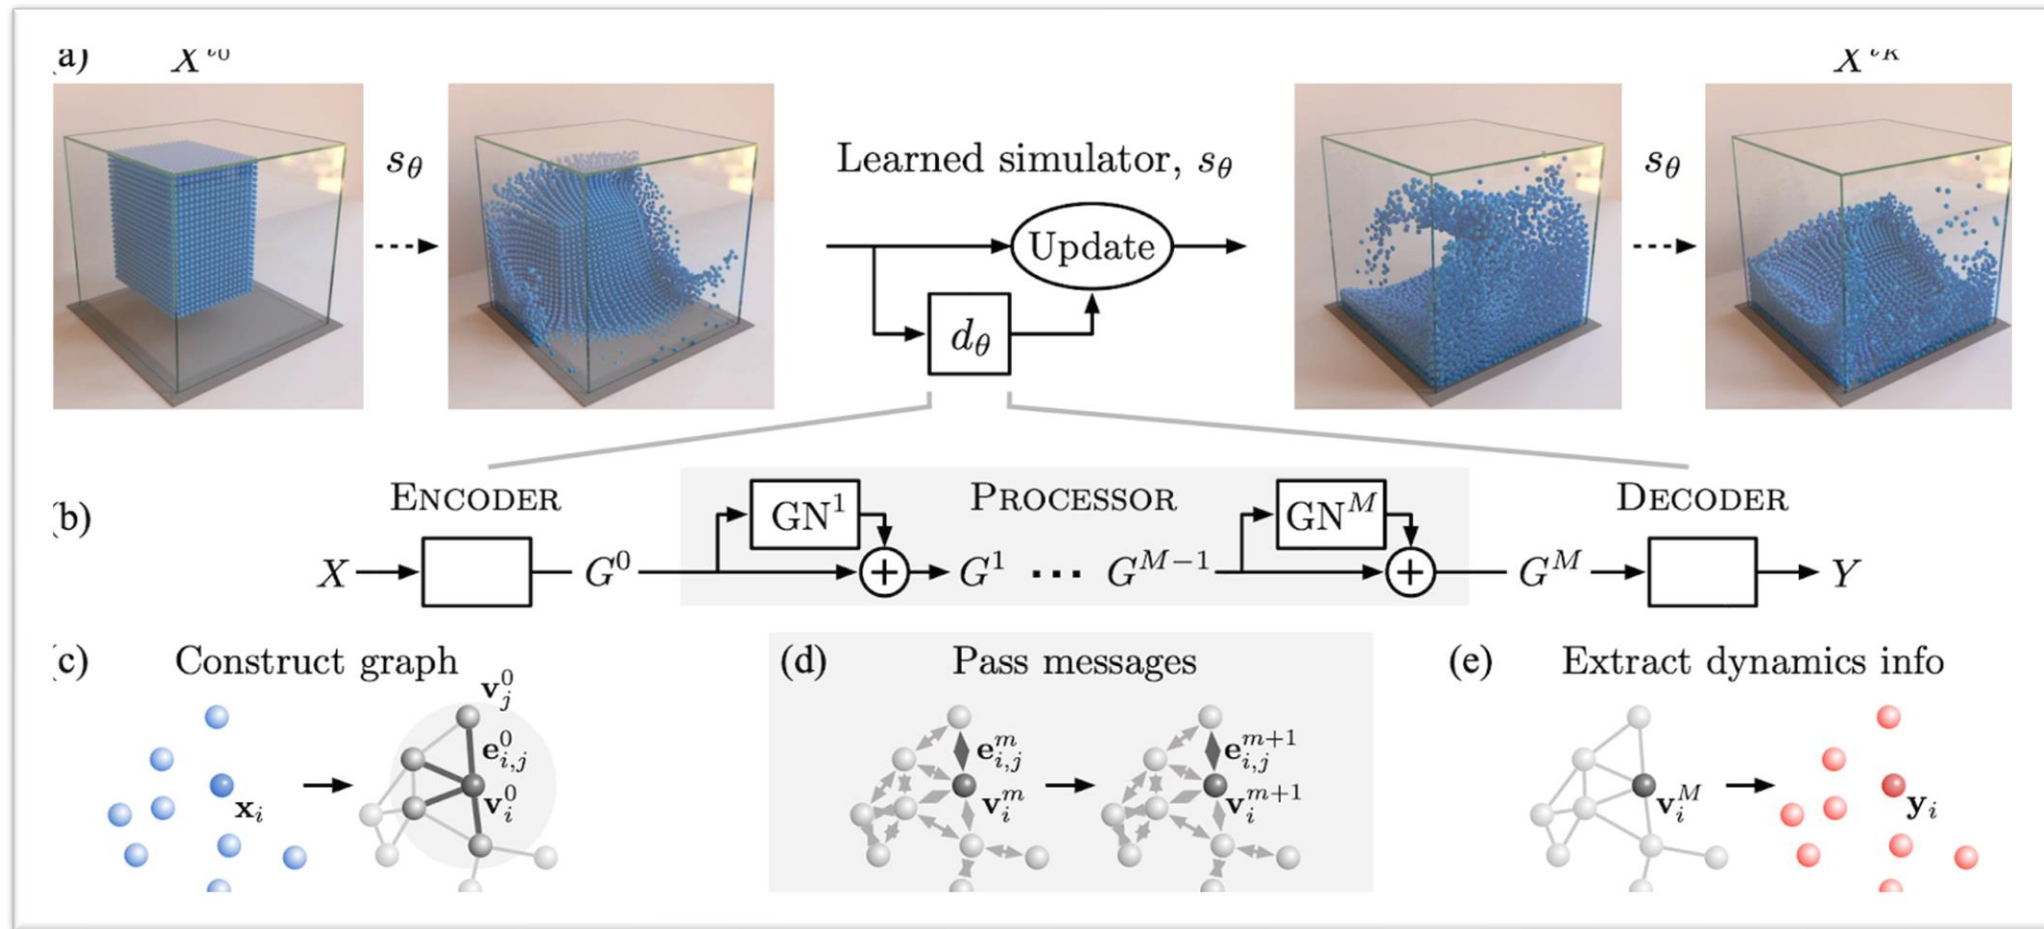 (a)
X^{t_0} X^{t_K}
s_θ Learned simulator, s_θ s_θ
Update
d_θ
(b) ENCODER GN^1 PROCESSOR GN^M DECODER
X G^0 + G^1 ... G^{M-1} + G^M Y
(c) Construct graph
v_j^0
e_{i,j}^0
x_i v_i^0
(d) Pass messages
e_{i,j}^m e_{i,j}^{m+1}
v_i^m v_i^{m+1}
(e) Extract dynamics info
v_i^M y_i